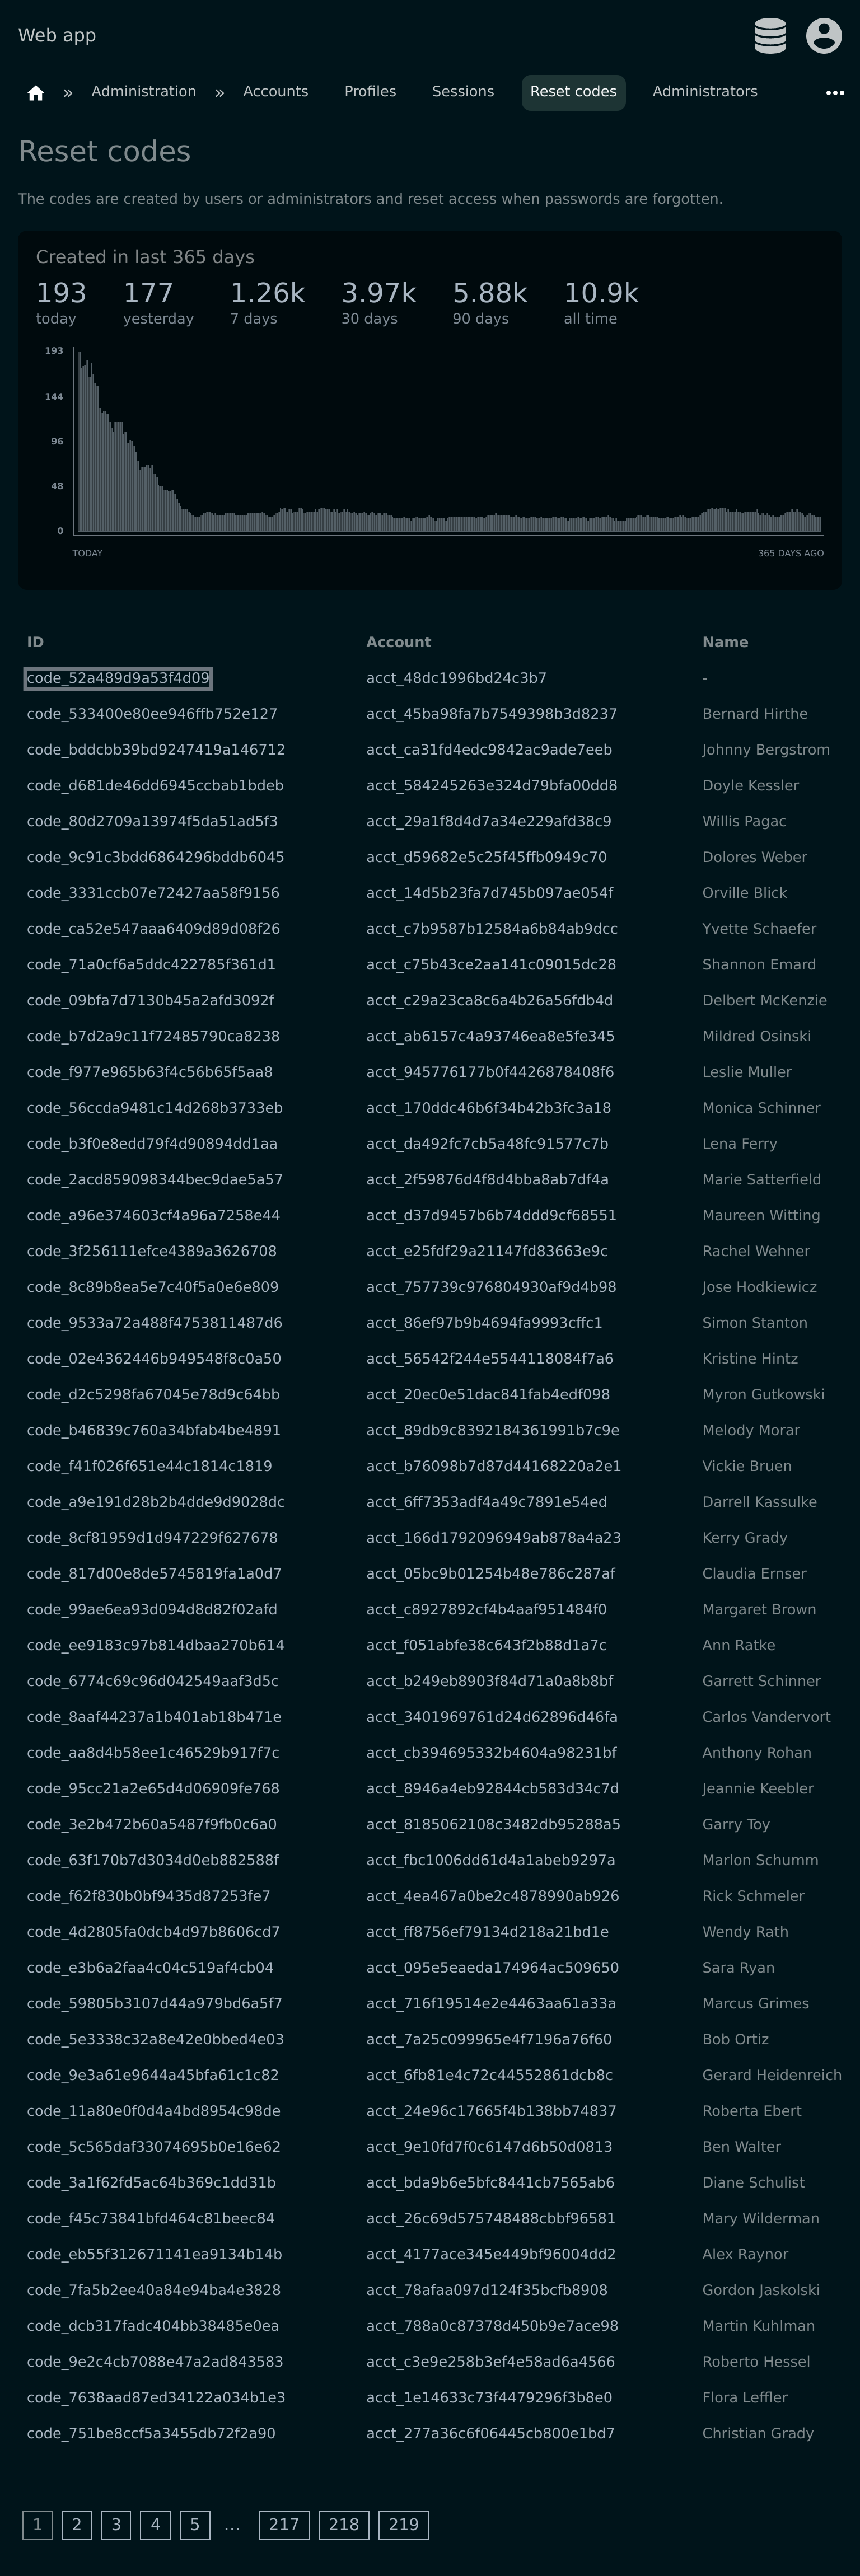 Web app
» Administration » Accounts Profiles Sessions Reset codes Administrators •••
Reset codes
The codes are created by users or administrators and reset access when passwords are forgotten.
Created in last 365 days
193 177 1.26k 3.97k 5.88k 10.9k
today yesterday 7 days 30 days 90 days all time
193
144
96
48
0
TODAY 365 DAYS AGO
ID Account Name
code_52a489d9a53f4d09 acct_48dc1996bd24c3b7 -
code_533400e80ee946ffb752e127 acct_45ba98fa7b7549398b3d8237 Bernard Hirthe
code_bddcbb39bd9247419a146712 acct_ca31fd4edc9842ac9ade7eeb Johnny Bergstrom
code_d681de46dd6945ccbab1bdeb acct_584245263e324d79bfa00dd8 Doyle Kessler
code_80d2709a13974f5da51ad5f3 acct_29a1f8d4d7a34e229afd38c9 Willis Pagac
code_9c91c3bdd6864296bddb6045 acct_d59682e5c25f45ffb0949c70 Dolores Weber
code_3331ccb07e72427aa58f9156 acct_14d5b23fa7d745b097ae054f Orville Blick
code_ca52e547aaa6409d89d08f26 acct_c7b9587b12584a6b84ab9dcc Yvette Schaefer
code_71a0cf6a5ddc422785f361d1 acct_c75b43ce2aa141c09015dc28 Shannon Emard
code_09bfa7d7130b45a2afd3092f acct_c29a23ca8c6a4b26a56fdb4d Delbert McKenzie
code_b7d2a9c11f72485790ca8238 acct_ab6157c4a93746ea8e5fe345 Mildred Osinski
code_f977e965b63f4c56b65f5aa8 acct_945776177b0f4426878408f6 Leslie Muller
code_56ccda9481c14d268b3733eb acct_170ddc46b6f34b42b3fc3a18 Monica Schinner
code_b3f0e8edd79f4d90894dd1aa acct_da492fc7cb5a48fc91577c7b Lena Ferry
code_2acd859098344bec9dae5a57 acct_2f59876d4f8d4bba8ab7df4a Marie Satterfield
code_a96e374603cf4a96a7258e44 acct_d37d9457b6b74ddd9cf68551 Maureen Witting
code_3f256111efce4389a3626708 acct_e25fdf29a21147fd83663e9c Rachel Wehner
code_8c89b8ea5e7c40f5a0e6e809 acct_757739c976804930af9d4b98 Jose Hodkiewicz
code_9533a72a488f4753811487d6 acct_86ef97b9b4694fa9993cffc1 Simon Stanton
code_02e4362446b949548f8c0a50 acct_56542f244e5544118084f7a6 Kristine Hintz
code_d2c5298fa67045e78d9c64bb acct_20ec0e51dac841fab4edf098 Myron Gutkowski
code_b46839c760a34bfab4be4891 acct_89db9c8392184361991b7c9e Melody Morar
code_f41f026f651e44c1814c1819 acct_b76098b7d87d44168220a2e1 Vickie Bruen
code_a9e191d28b2b4dde9d9028dc acct_6ff7353adf4a49c7891e54ed Darrell Kassulke
code_8cf81959d1d947229f627678 acct_166d1792096949ab878a4a23 Kerry Grady
code_817d00e8de5745819fa1a0d7 acct_05bc9b01254b48e786c287af Claudia Ernser
code_99ae6ea93d094d8d82f02afd acct_c8927892cf4b4aaf951484f0 Margaret Brown
code_ee9183c97b814dbaa270b614 acct_f051abfe38c643f2b88d1a7c Ann Ratke
code_6774c69c96d042549aaf3d5c acct_b249eb8903f84d71a0a8b8bf Garrett Schinner
code_8aaf44237a1b401ab18b471e acct_3401969761d24d62896d46fa Carlos Vandervort
code_aa8d4b58ee1c46529b917f7c acct_cb394695332b4604a98231bf Anthony Rohan
code_95cc21a2e65d4d06909fe768 acct_8946a4eb92844cb583d34c7d Jeannie Keebler
code_3e2b472b60a5487f9fb0c6a0 acct_8185062108c3482db95288a5 Garry Toy
code_63f170b7d3034d0eb882588f acct_fbc1006dd61d4a1abeb9297a Marlon Schumm
code_f62f830b0bf9435d87253fe7 acct_4ea467a0be2c4878990ab926 Rick Schmeler
code_4d2805fa0dcb4d97b8606cd7 acct_ff8756ef79134d218a21bd1e Wendy Rath
code_e3b6a2faa4c04c519af4cb04 acct_095e5eaeda174964ac509650 Sara Ryan
code_59805b3107d44a979bd6a5f7 acct_716f19514e2e4463aa61a33a Marcus Grimes
code_5e3338c32a8e42e0bbed4e03 acct_7a25c099965e4f7196a76f60 Bob Ortiz
code_9e3a61e9644a45bfa61c1c82 acct_6fb81e4c72c44552861dcb8c Gerard Heidenreich
code_11a80e0f0d4a4bd8954c98de acct_24e96c17665f4b138bb74837 Roberta Ebert
code_5c565daf33074695b0e16e62 acct_9e10fd7f0c6147d6b50d0813 Ben Walter
code_3a1f62fd5ac64b369c1dd31b acct_bda9b6e5bfc8441cb7565ab6 Diane Schulist
code_f45c73841bfd464c81beec84 acct_26c69d575748488cbbf96581 Mary Wilderman
code_eb55f312671141ea9134b14b acct_4177ace345e449bf96004dd2 Alex Raynor
code_7fa5b2ee40a84e94ba4e3828 acct_78afaa097d124f35bcfb8908 Gordon Jaskolski
code_dcb317fadc404bb38485e0ea acct_788a0c87378d450b9e7ace98 Martin Kuhlman
code_9e2c4cb7088e47a2ad843583 acct_c3e9e258b3ef4e58ad6a4566 Roberto Hessel
code_7638aad87ed34122a034b1e3 acct_1e14633c73f4479296f3b8e0 Flora Leffler
code_751be8ccf5a3455db72f2a90 acct_277a36c6f06445cb800e1bd7 Christian Grady
1 2 3 4 5 … 217 218 219